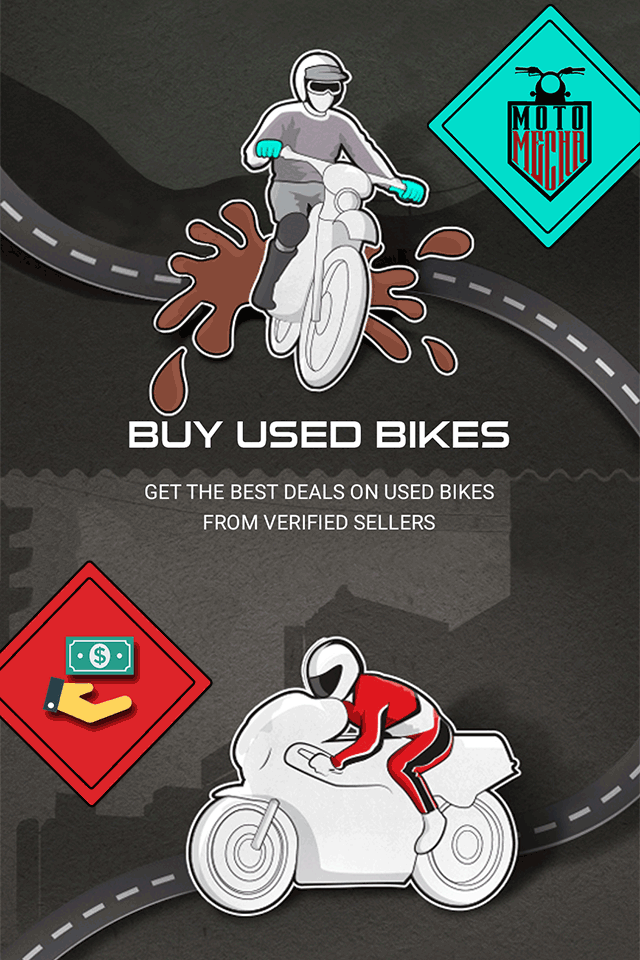 MOTO
MECHA
BUY USED BIKES
GET THE BEST DEALS ON USED BIKES
FROM VERIFIED SELLERS
$